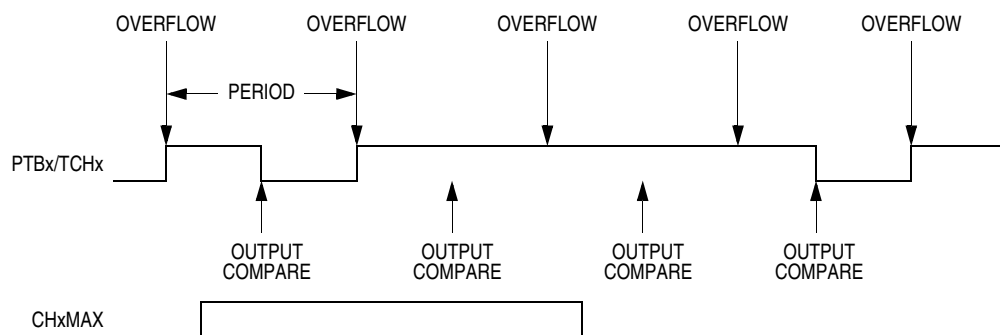 OVERFLOW OVERFLOW OVERFLOW OVERFLOW OVERFLOW
PERIOD
PTBx/TCHx
OUTPUT COMPARE
OUTPUT COMPARE
OUTPUT COMPARE
OUTPUT COMPARE
CHxMAX